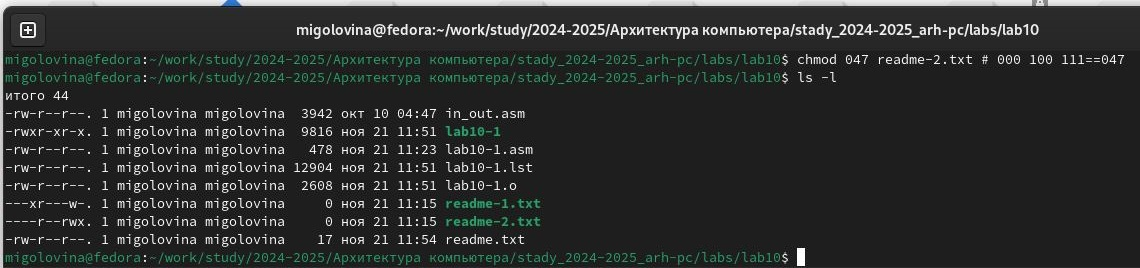 migolovina@fedora:~/work/study/2024-2025/Архитектура компьютера/stady_2024-2025_arh-pc/labs/lab10
migolovina@fedora:~/work/study/2024-2025/Архитектура компьютера/stady_2024-2025_arh-pc/labs/lab10$ chmod 047 readme-2.txt # 000 100 111==047
migolovina@fedora:~/work/study/2024-2025/Архитектура компьютера/stady_2024-2025_arh-pc/labs/lab10$ ls -l
итого 44
-rw-r--r--. 1 migolovina migolovina  3942 окт 10 04:47 in_out.asm
-rwxr-xr-x. 1 migolovina migolovina  9816 ноя 21 11:51 lab10-1
-rw-r--r--. 1 migolovina migolovina   478 ноя 21 11:23 lab10-1.asm
-rw-r--r--. 1 migolovina migolovina 12904 ноя 21 11:51 lab10-1.lst
-rw-r--r--. 1 migolovina migolovina  2608 ноя 21 11:51 lab10-1.o
---xr---w-. 1 migolovina migolovina     0 ноя 21 11:15 readme-1.txt
----r--rwx. 1 migolovina migolovina     0 ноя 21 11:15 readme-2.txt
-rw-r--r--. 1 migolovina migolovina    17 ноя 21 11:54 readme.txt
migolovina@fedora:~/work/study/2024-2025/Архитектура компьютера/stady_2024-2025_arh-pc/labs/lab10$